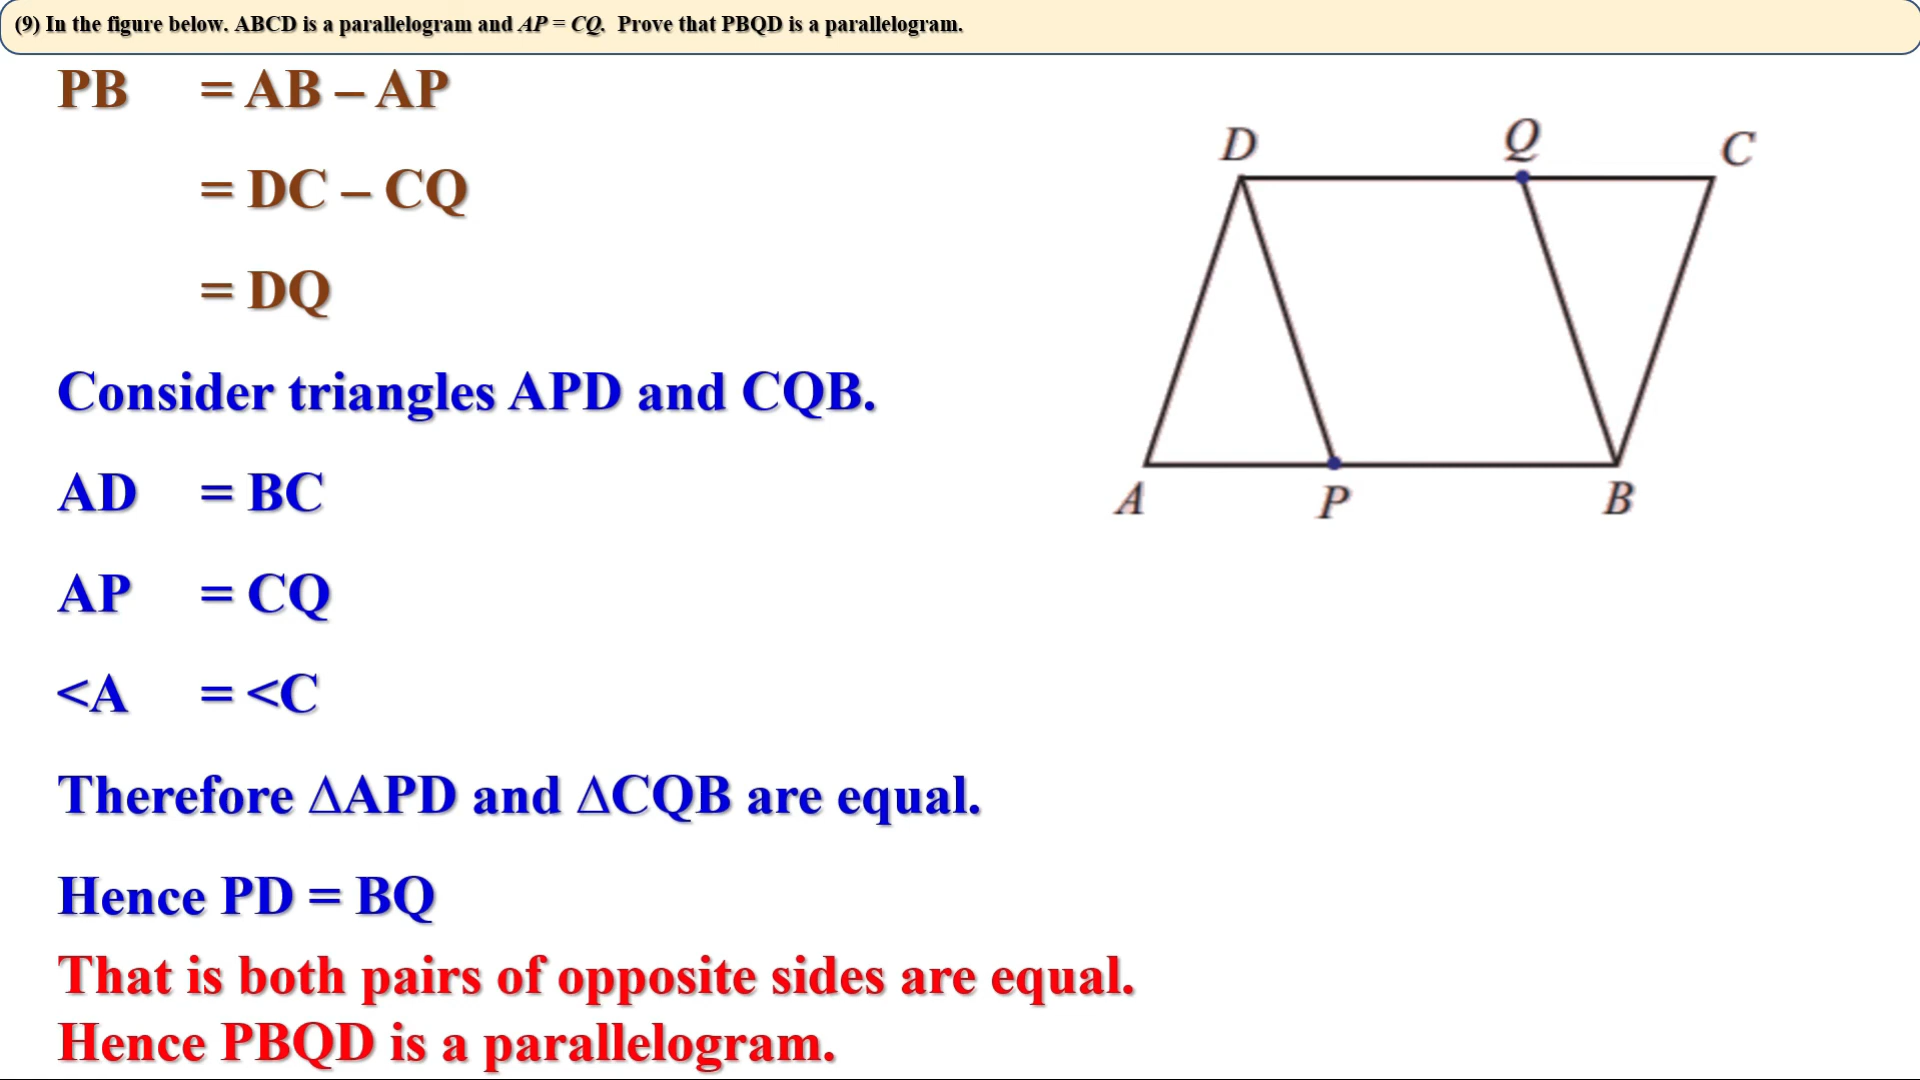 (9) In the figure below. ABCD is a parallelogram and AP = CQ. Prove that PBQD is a parallelogram.
PB = AB – AP
= DC – CQ
= DQ
Consider triangles APD and CQB.
AD = BC
AP = CQ
<A = <C
Therefore ΔAPD and ΔCQB are equal.
Hence PD = BQ
That is both pairs of opposite sides are equal.
Hence PBQD is a parallelogram.
D Q C
A P B